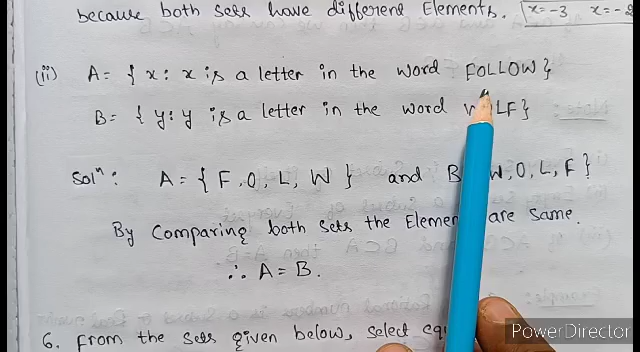 because both sets have different Elements. x=-3 x=-2
(ii) A= { x: x is a letter in the word FOLLOW}
B= { y: y is a letter in the word W LF}
Solⁿ: A = { F, O, L, W } and B W, O, L, F }
By Comparing both sets the Elemen are same.
∴ A = B.
6. From the sets given below, select equ
PowerDirector